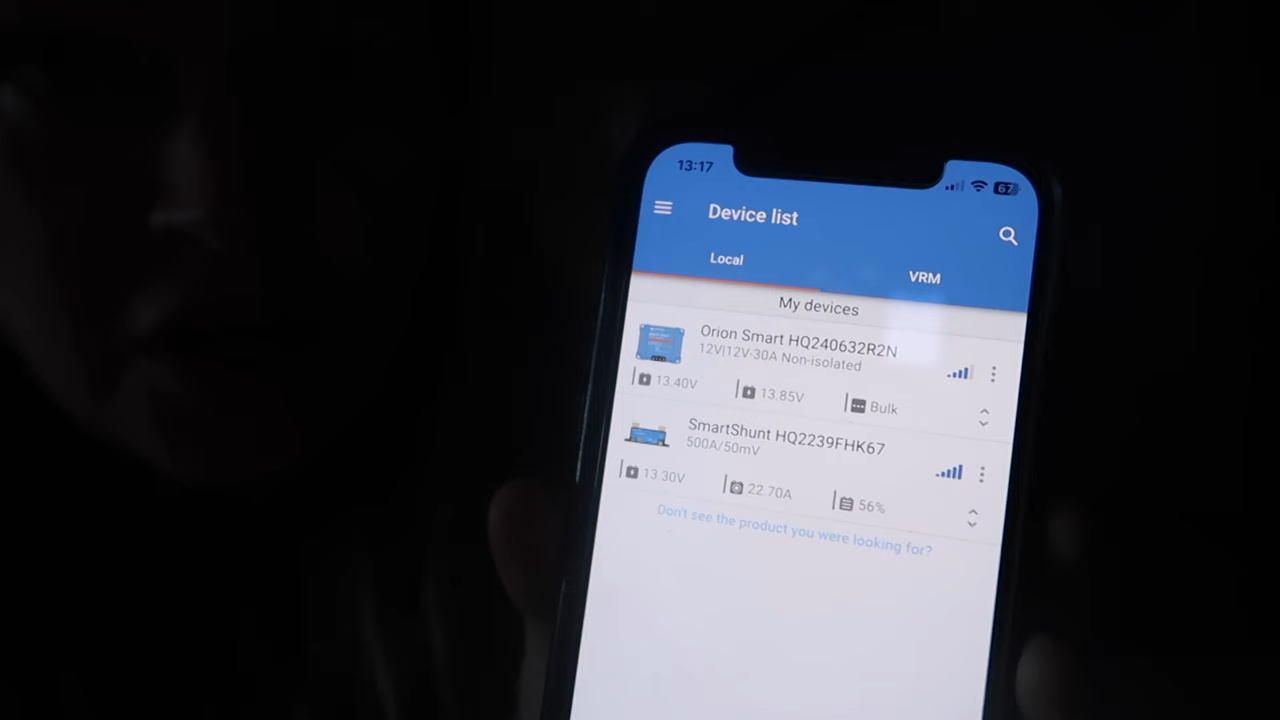 13:17
67
Device list
Local
VRM
My devices
Orion Smart HQ240632R2N
12V|12V-30A Non-isolated
13.40V
13.85V
Bulk
SmartShunt HQ2239FHK67
500A/50mV
13.30V
22.70A
56%
Don't see the product you were looking for?